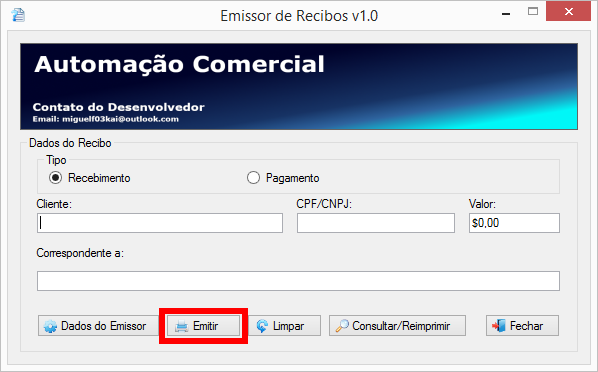 Emissor de Recibos v1.0
Automação Comercial
Contato do Desenvolvedor
Email: miguelf03kai@outlook.com
Dados do Recibo
Tipo
Recebimento Pagamento
Cliente: CPF/CNPJ: Valor:
$0,00
Correspondente a:
Dados do Emissor Emitir Limpar Consultar/Reimprimir Fechar